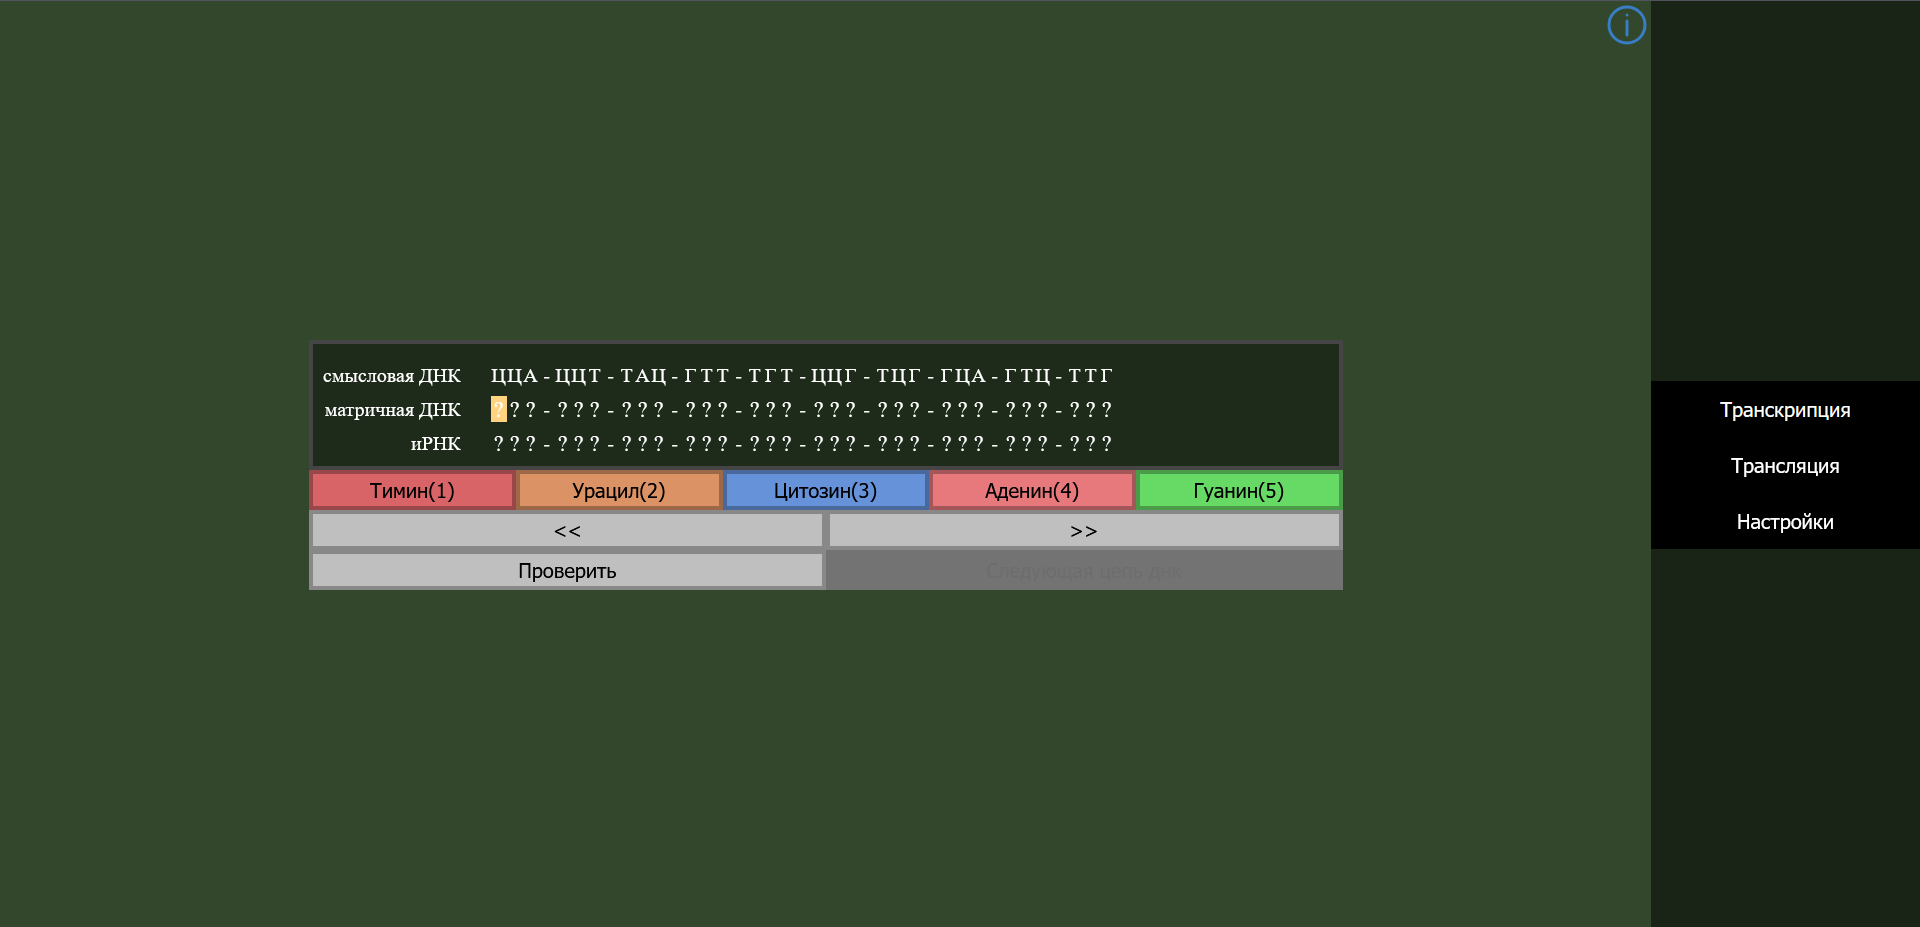 смысловая ДНК ЦЦА - ЦЦТ - ТАЦ - ГТТ - ТГТ - ЦЦГ - ТЦГ - ГЦА - ГТЦ - ТТГ
матричная ДНК ??? - ??? - ??? - ??? - ??? - ??? - ??? - ??? - ??? - ???
иРНК ??? - ??? - ??? - ??? - ??? - ??? - ??? - ??? - ??? - ???
Тимин(1) Урацил(2) Цитозин(3) Аденин(4) Гуанин(5)
<< >>
Проверить Следующая цепь днк
Транскрипция
Трансляция
Настройки